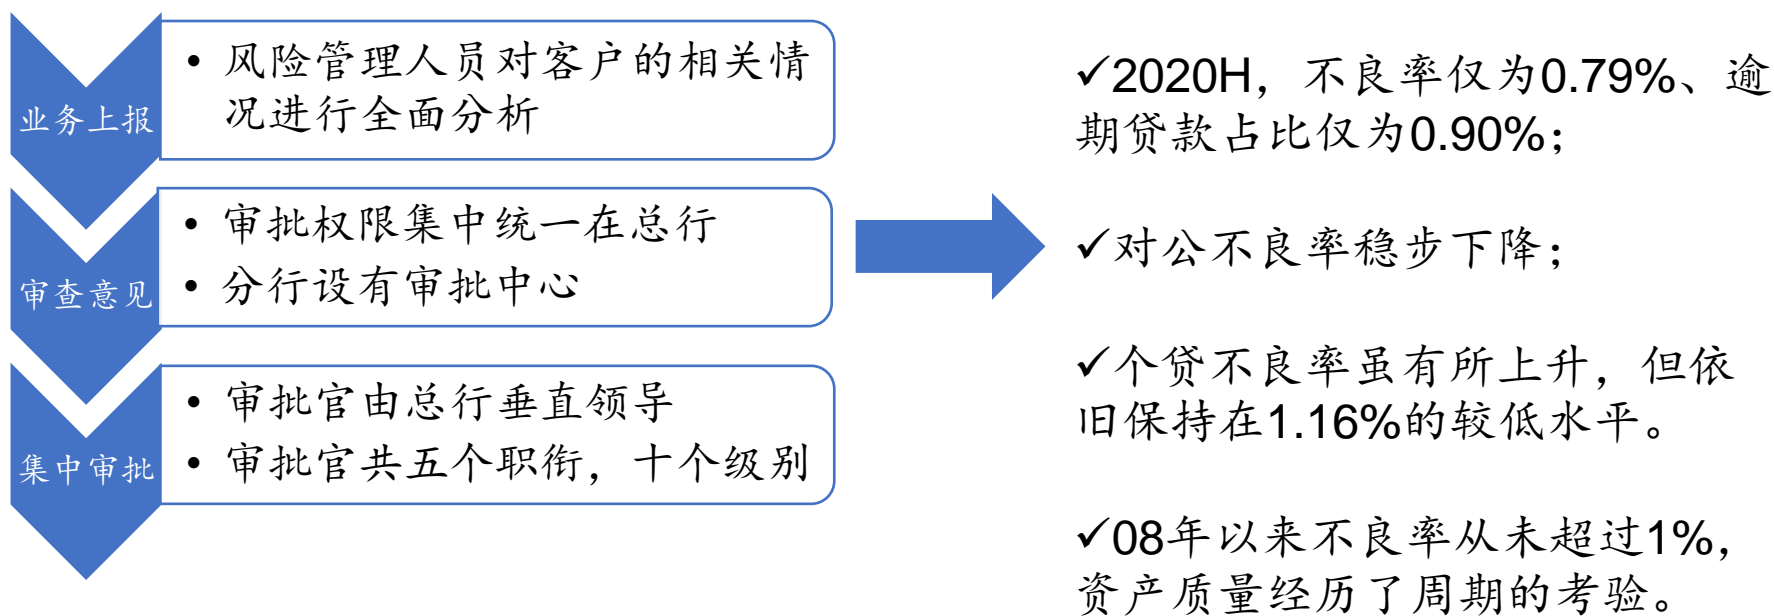 业务上报
• 风险管理人员对客户的相关情
况进行全面分析
审查意见
• 审批权限集中统一在总行
• 分行设有审批中心
集中审批
• 审批官由总行垂直领导
• 审批官共五个职衔，十个级别
✓2020H，不良率仅为0.79%、逾
期贷款占比仅为0.90%；
✓对公不良率稳步下降；
✓个贷不良率虽有所上升，但依
旧保持在1.16%的较低水平。
✓08年以来不良率从未超过1%，
资产质量经历了周期的考验。